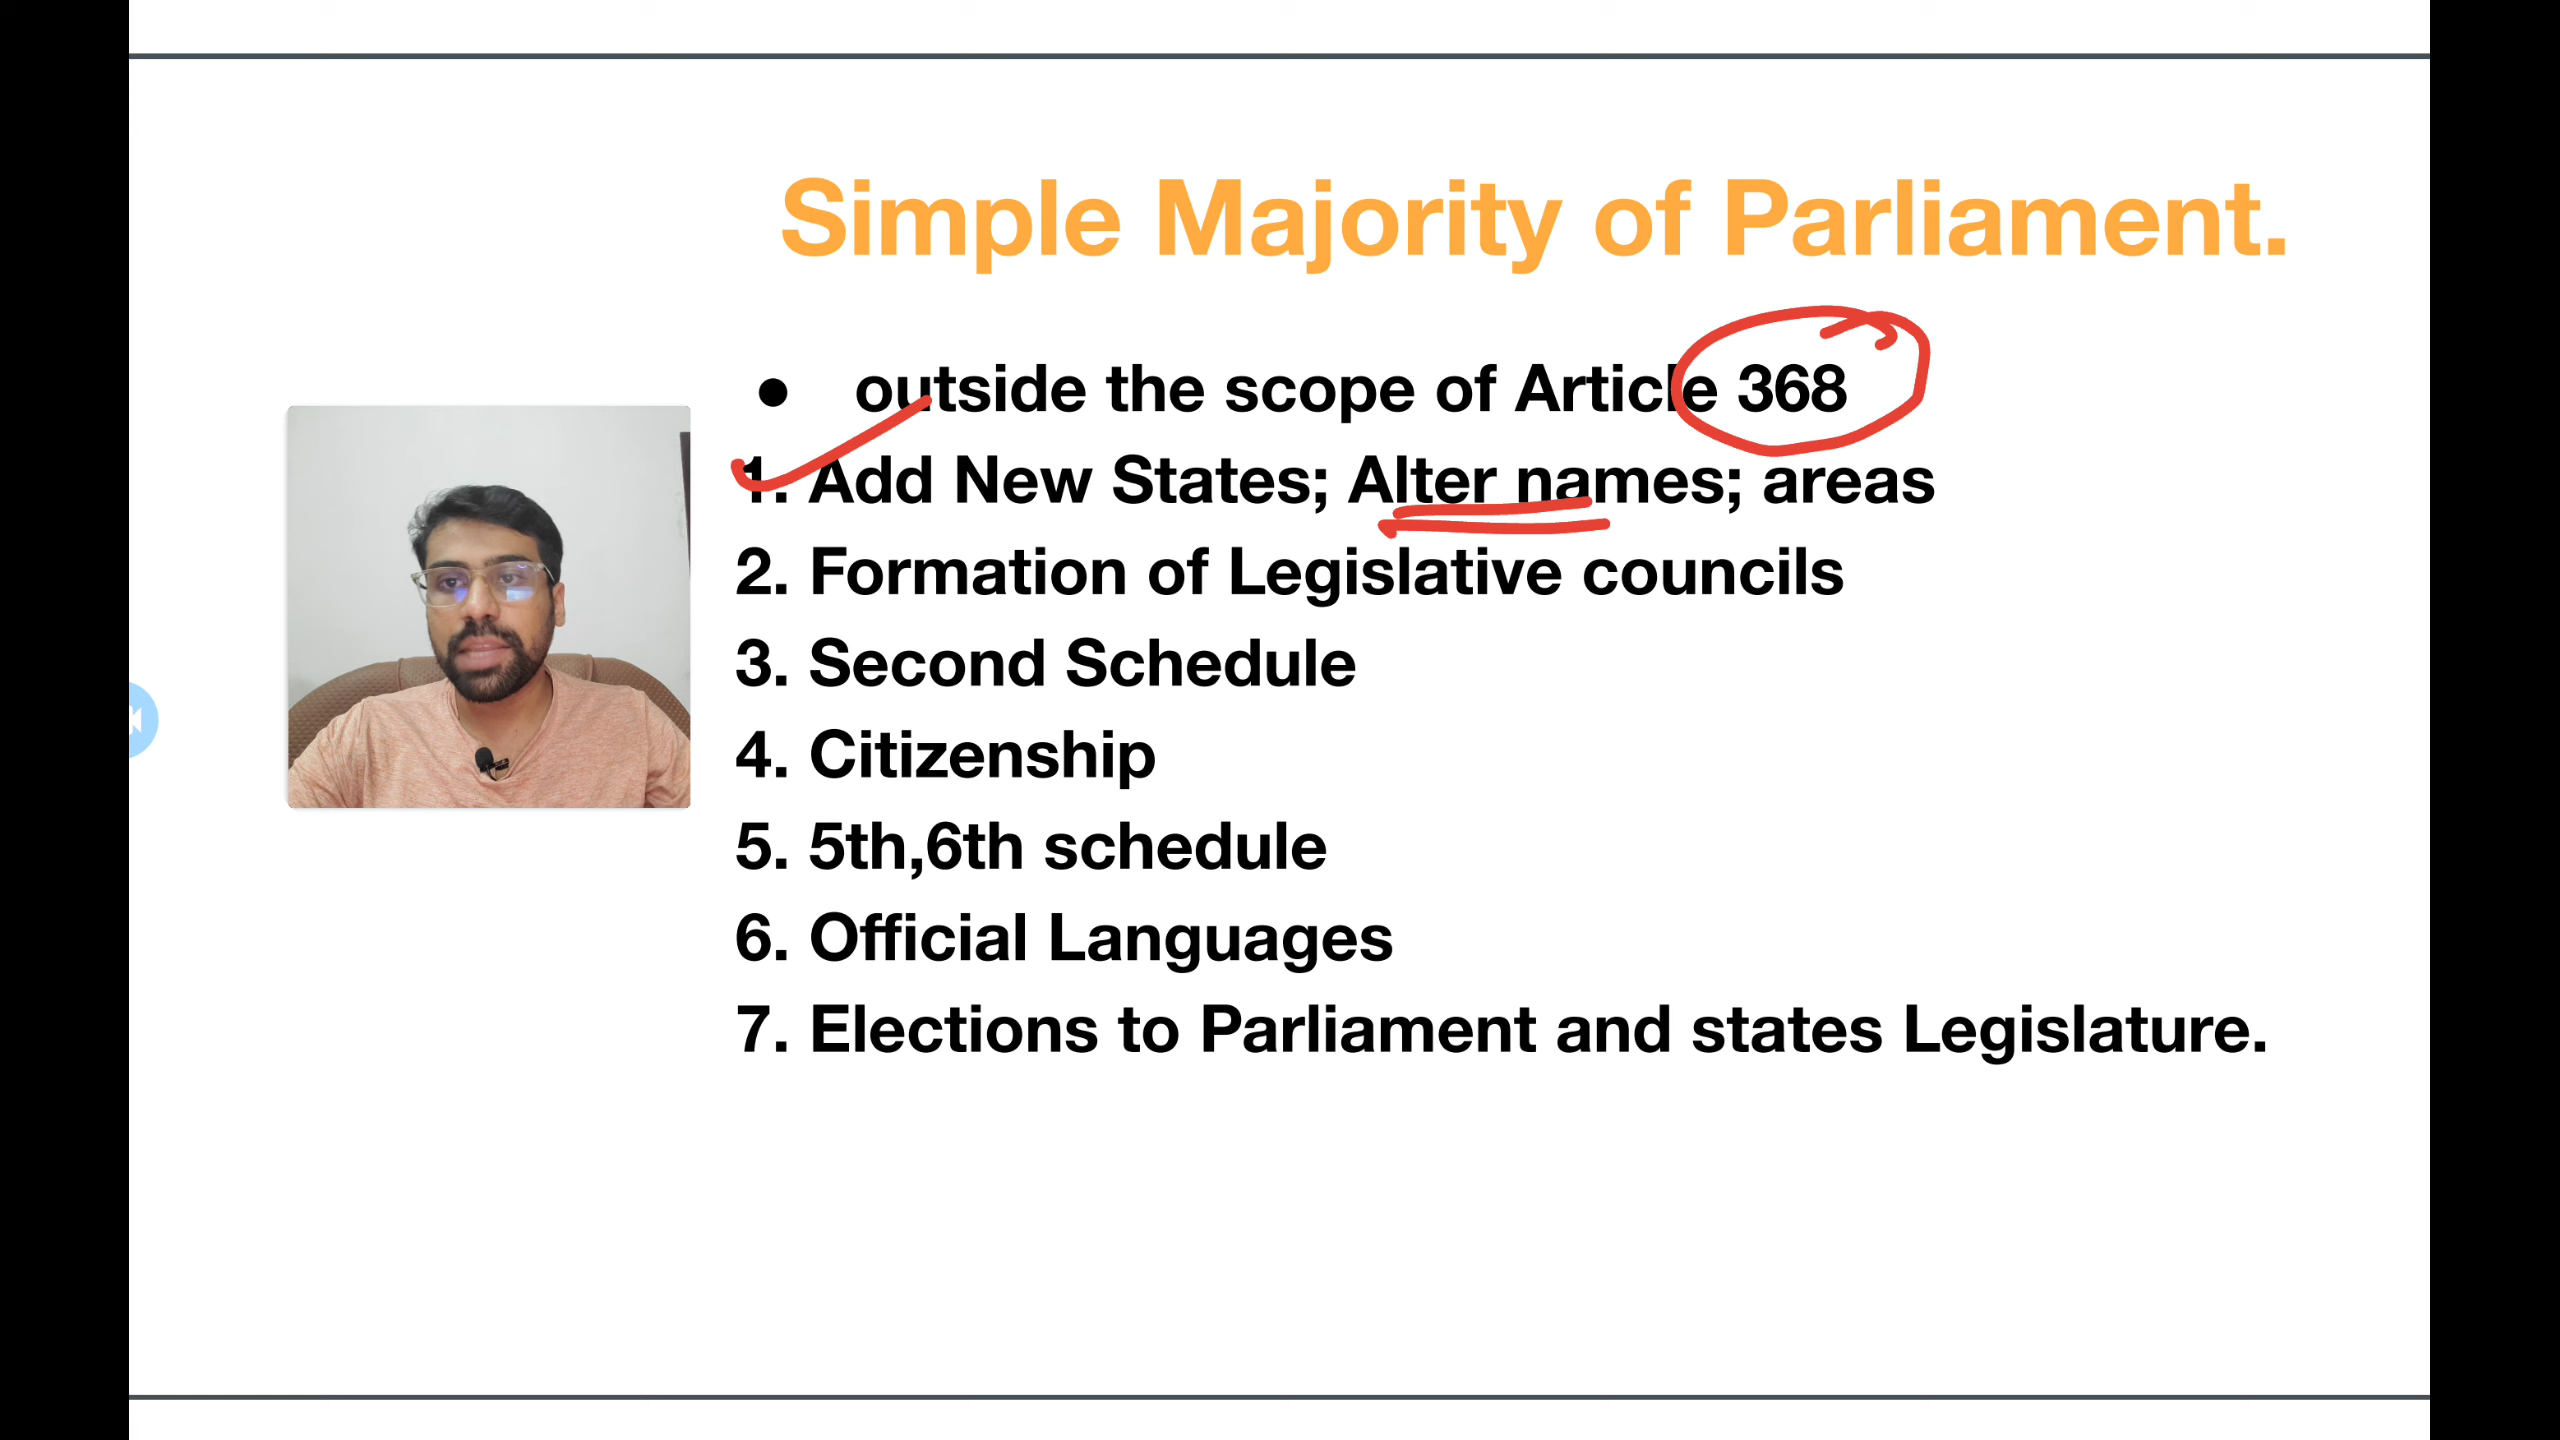 Simple Majority of Parliament.
● outside the scope of Article 368
1. Add New States; Alter names; areas
2. Formation of Legislative councils
3. Second Schedule
4. Citizenship
5. 5th,6th schedule
6. Official Languages
7. Elections to Parliament and states Legislature.